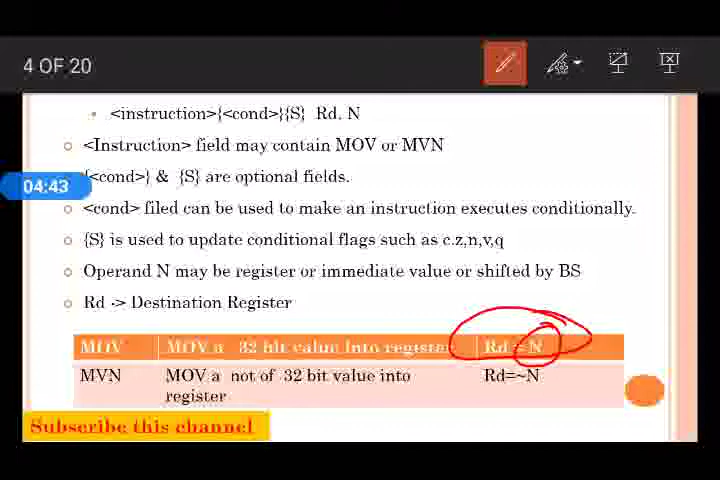 4 OF 20
<instruction>{<cond>}{S} Rd, N
<Instruction> field may contain MOV or MVN
{<cond>} & {S} are optional fields.
04:43
<cond> filed can be used to make an instruction executes conditionally.
{S} is used to update conditional flags such as c.z,n,v,q
Operand N may be register or immediate value or shifted by BS
Rd -> Destination Register
MOV MOV a 32 bit value into register Rd = N
MVN MOV a not of 32 bit value into Rd=~N
register
Subscribe this channel